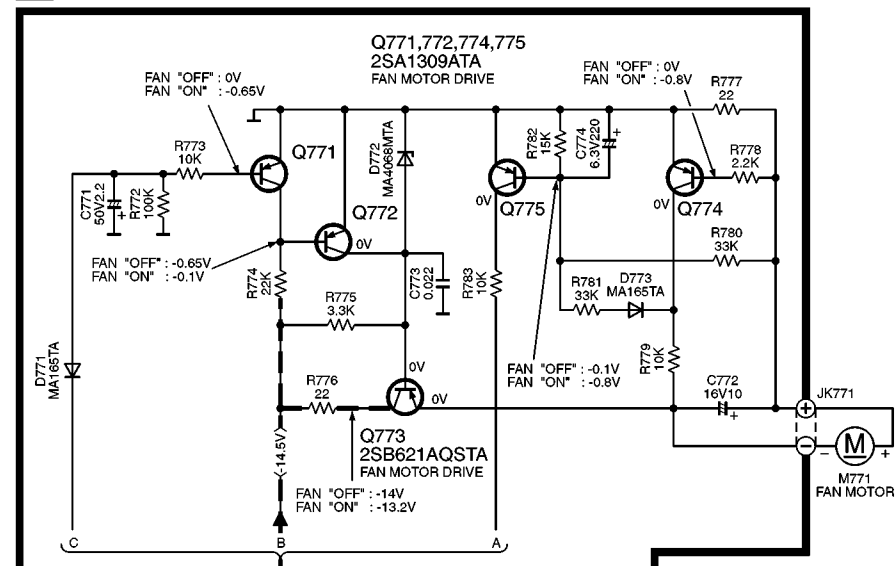 Q771,772,774,775
2SA1309ATA
FAN MOTOR DRIVE
FAN "OFF" : 0V
FAN "ON" : -0.65V
FAN "OFF" : 0V
FAN "ON" : -0.8V
R777
22
R773
10K
Q771
D772
MA4068MTA
R782
15K
C774
6.3V220
+
R778
2.2K
C771
50V2.2
+
R772
100K
Q772
0V
0V
Q775
0V
Q774
FAN "OFF" : -0.65V
FAN "ON" : -0.1V
R774
22K
C773
0.022
R783
10K
R780
33K
R781
33K
D773
MA165TA
R775
3.3K
D771
MA165TA
R776
22
0V
0V
FAN "OFF" : -0.1V
FAN "ON" : -0.8V
R779
10K
C772
16V10
+
JK771
+
−
M
−
+
M771
FAN MOTOR
Q773
2SB621AQSTA
FAN MOTOR DRIVE
-14.5V
FAN "OFF" : -14V
FAN "ON" : -13.2V
C
B
A